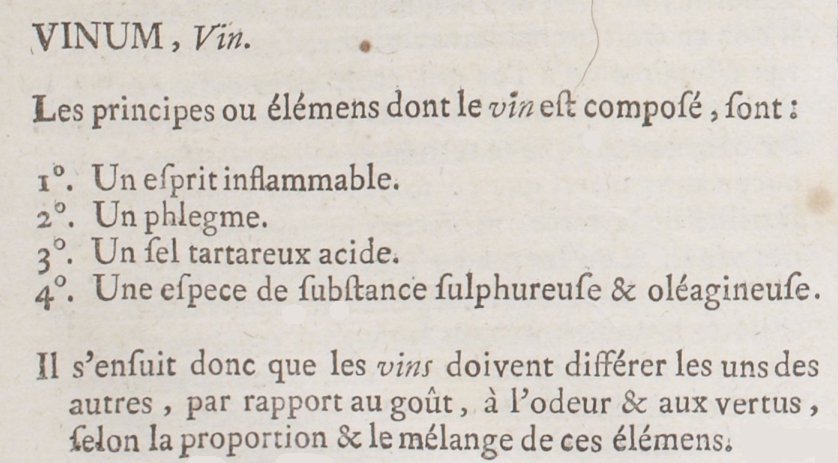 VINUM, Vin.
Les principes ou élémens dont le vin eſt compoſé, ſont :
1°. Un eſprit inflammable.
2°. Un phlegme.
3°. Un ſel tartareux acide.
4°. Une eſpece de ſubſtance ſulphureuſe & oléagineuſe.
Il s’enſuit donc que les vins doivent différer les uns des
autres, par rapport au goût, à l’odeur & aux vertus,
ſelon la proportion & le mélange de ces élémens.